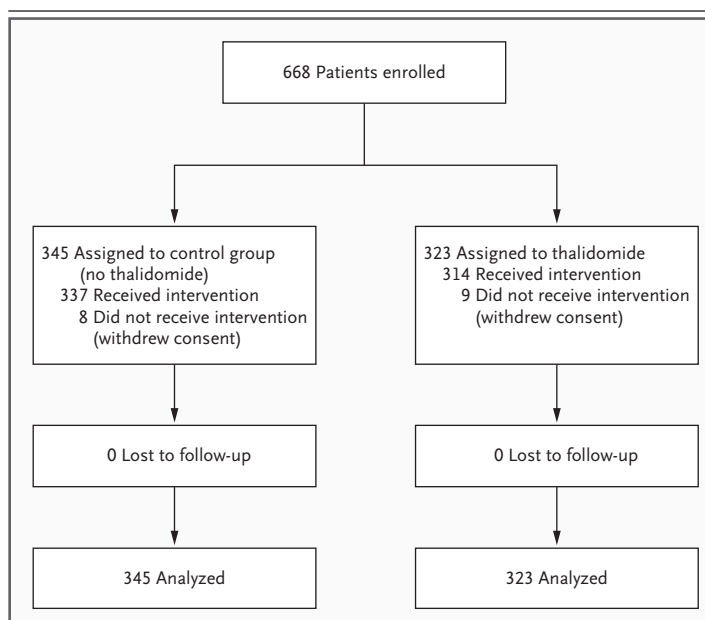 668 Patients enrolled
345 Assigned to control group
(no thalidomide)
337 Received intervention
8 Did not receive intervention
(withdrew consent)
323 Assigned to thalidomide
314 Received intervention
9 Did not receive intervention
(withdrew consent)
0 Lost to follow-up
0 Lost to follow-up
345 Analyzed
323 Analyzed